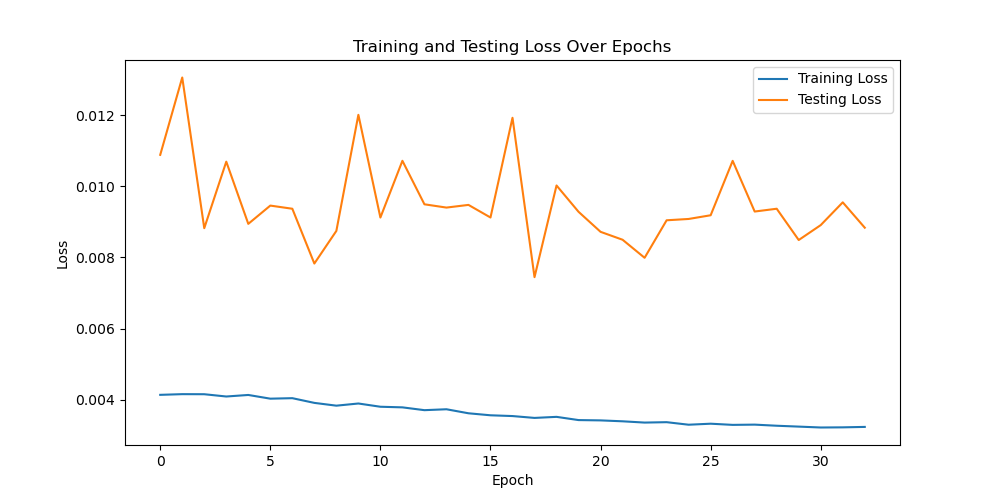 Training and Testing Loss Over Epochs
Training Loss
Testing Loss
0.012
0.010
0.008
0.006
0.004
Loss
0 5 10 15 20 25 30
Epoch